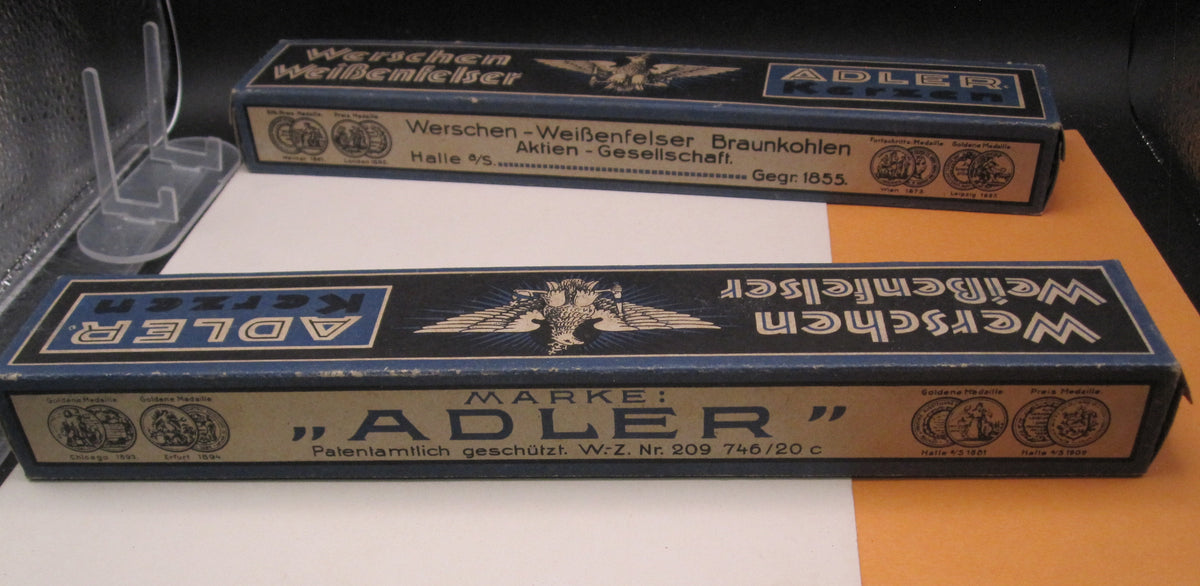 Werschen
Weißenfelser
ADLER
Kerzen
Preis Medaille
London 1862.
Werschen-Weißenfelser Braunkohlen
Aktien-Gesellschaft.
Halle a/S. Gegr. 1855.
Fortschritts-Medaille
Wien 1873
Goldene Medaille
Leipzig 1897
Werschen
Weißenfelser
ADLER
Kerzen
Goldene Medaille
Chicago 1893.
Goldene Medaille
Erfurt 1894
MARKE:
„ADLER”
Patentamtlich geschützt. W.-Z. Nr. 209 746/20 c
Goldene Medaille
Halle a/S 1881
Preis Medaille
Halle a/S 1909